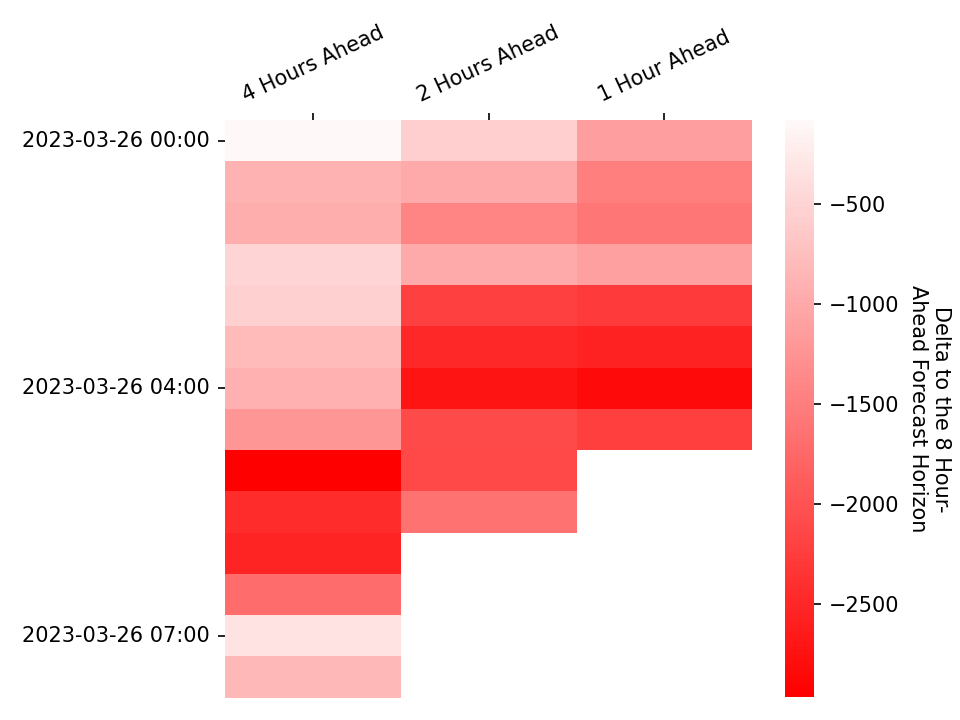 4 Hours Ahead
2 Hours Ahead
1 Hour Ahead
2023-03-26 00:00
2023-03-26 04:00
2023-03-26 07:00
−500
−1000
−1500
−2000
−2500
Delta to the 8 Hour-
Ahead Forecast Horizon